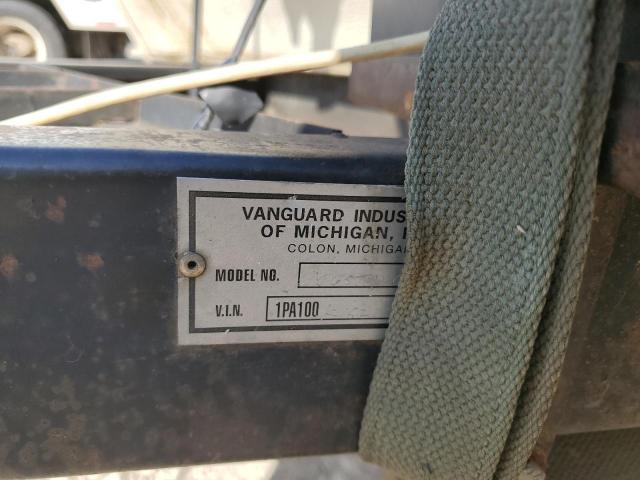 VANGUARD INDUS
OF MICHIGAN, I
COLON, MICHIGA
MODEL NO.
V.I.N. 1PA100